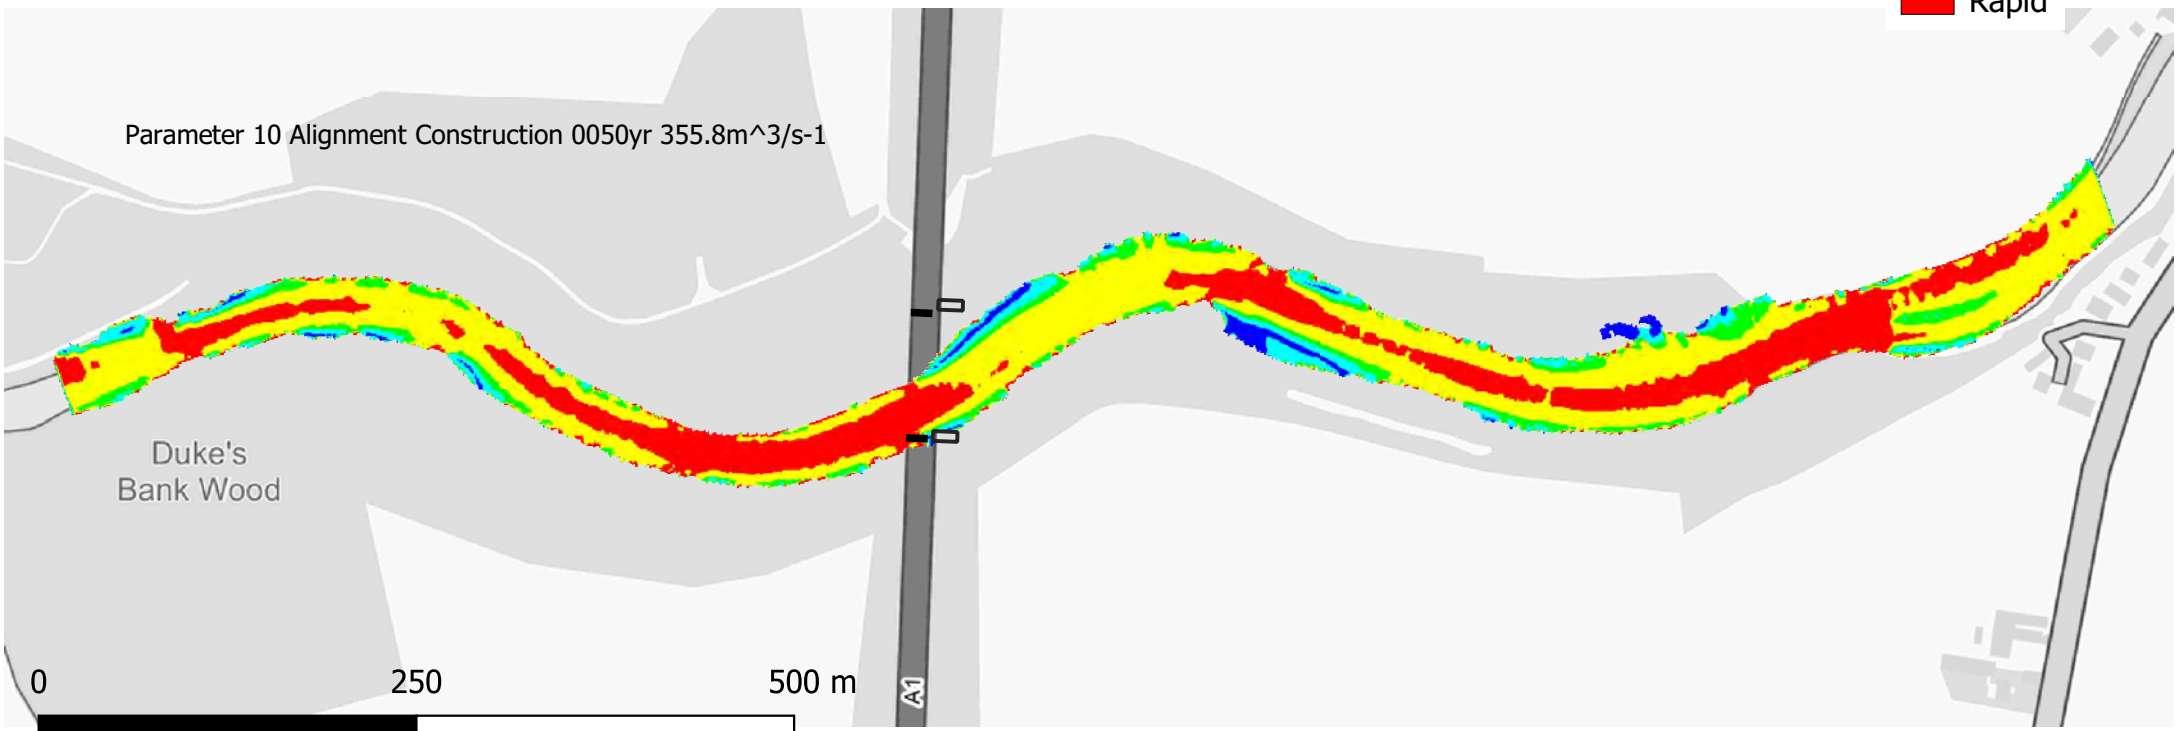 Rapid
Parameter 10 Alignment Construction 0050yr 355.8m^3/s-1
Duke's
Bank Wood
0 250 500 m
A1